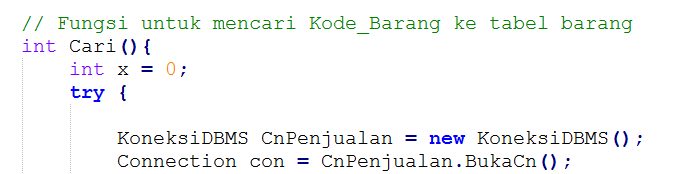 // Fungsi untuk mencari Kode_Barang ke tabel barang
int Cari(){
int x = 0;
try {
KoneksiDBMS CnPenjualan = new KoneksiDBMS();
Connection con = CnPenjualan.BukaCn();